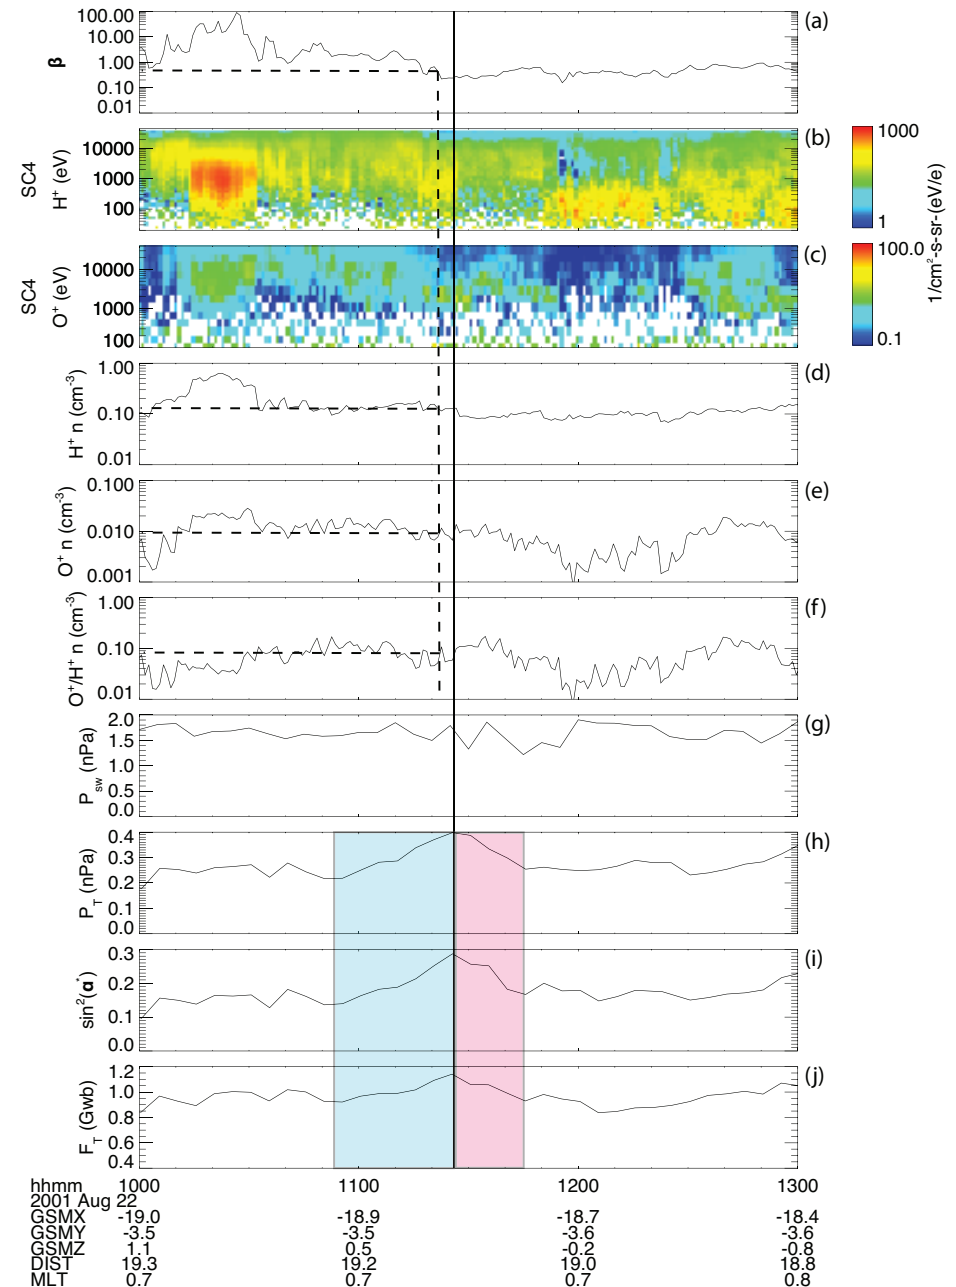 100.00
10.00
1.00
0.10
0.01
β
(a)
10000
1000
100
SC4
H⁺ (eV)
(b)
1000
1
10000
1000
100
SC4
O⁺ (eV)
(c)
100.0
0.1
1/cm²-s-sr-(eV/e)
1.00
0.10
0.01
H⁺ n (cm⁻³)
(d)
0.100
0.010
0.001
O⁺ n (cm⁻³)
(e)
1.00
0.10
0.01
O⁺/H⁺ n (cm⁻³)
(f)
2.0
1.5
1.0
0.5
0.0
P_sw (nPa)
(g)
0.4
0.3
0.2
0.1
0.0
P_T (nPa)
(h)
0.3
0.2
0.1
0.0
sin²(α*)
(i)
1.2
1.0
0.8
0.6
0.4
F_T (Gwb)
(j)
hhmm 1000 1100 1200 1300
2001 Aug 22
GSMX -19.0 -18.9 -18.7 -18.4
GSMY -3.5 -3.5 -3.6 -3.6
GSMZ 1.1 0.5 -0.2 -0.8
DIST 19.3 19.2 19.0 18.8
MLT 0.7 0.7 0.7 0.8